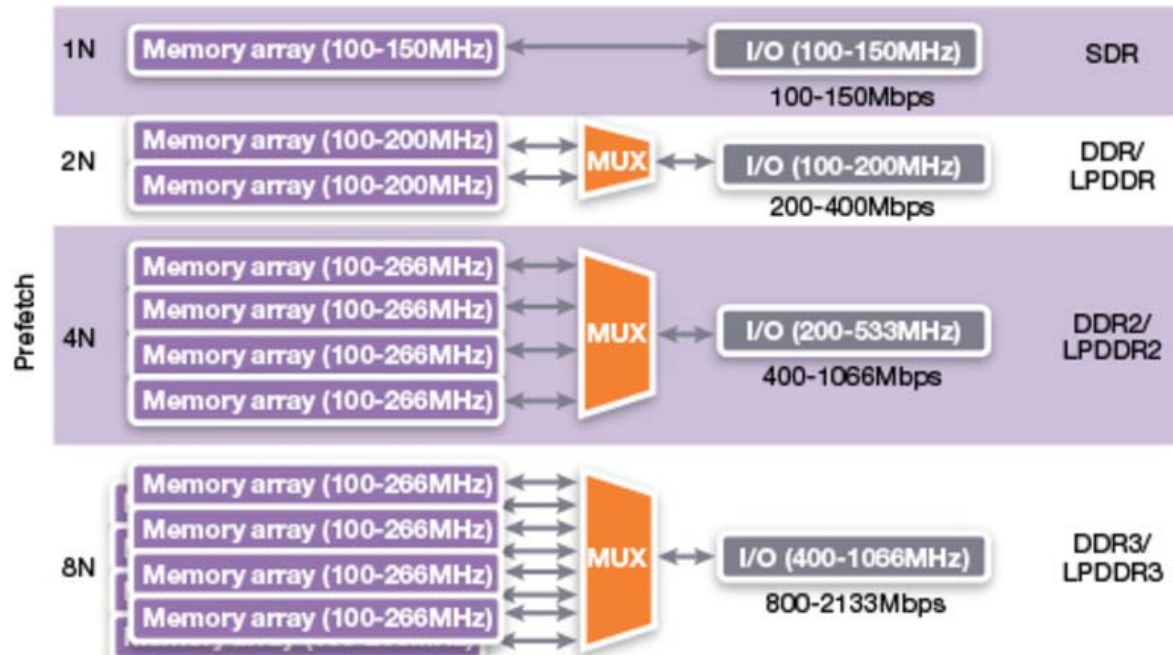 1N
Memory array (100-150MHz)
I/O (100-150MHz)
100-150Mbps
SDR
2N
Memory array (100-200MHz)
Memory array (100-200MHz)
MUX
I/O (100-200MHz)
200-400Mbps
DDR/
LPDDR
Prefetch
4N
Memory array (100-266MHz)
Memory array (100-266MHz)
Memory array (100-266MHz)
Memory array (100-266MHz)
MUX
I/O (200-533MHz)
400-1066Mbps
DDR2/
LPDDR2
8N
Memory array (100-266MHz)
Memory array (100-266MHz)
Memory array (100-266MHz)
Memory array (100-266MHz)
MUX
I/O (400-1066MHz)
800-2133Mbps
DDR3/
LPDDR3